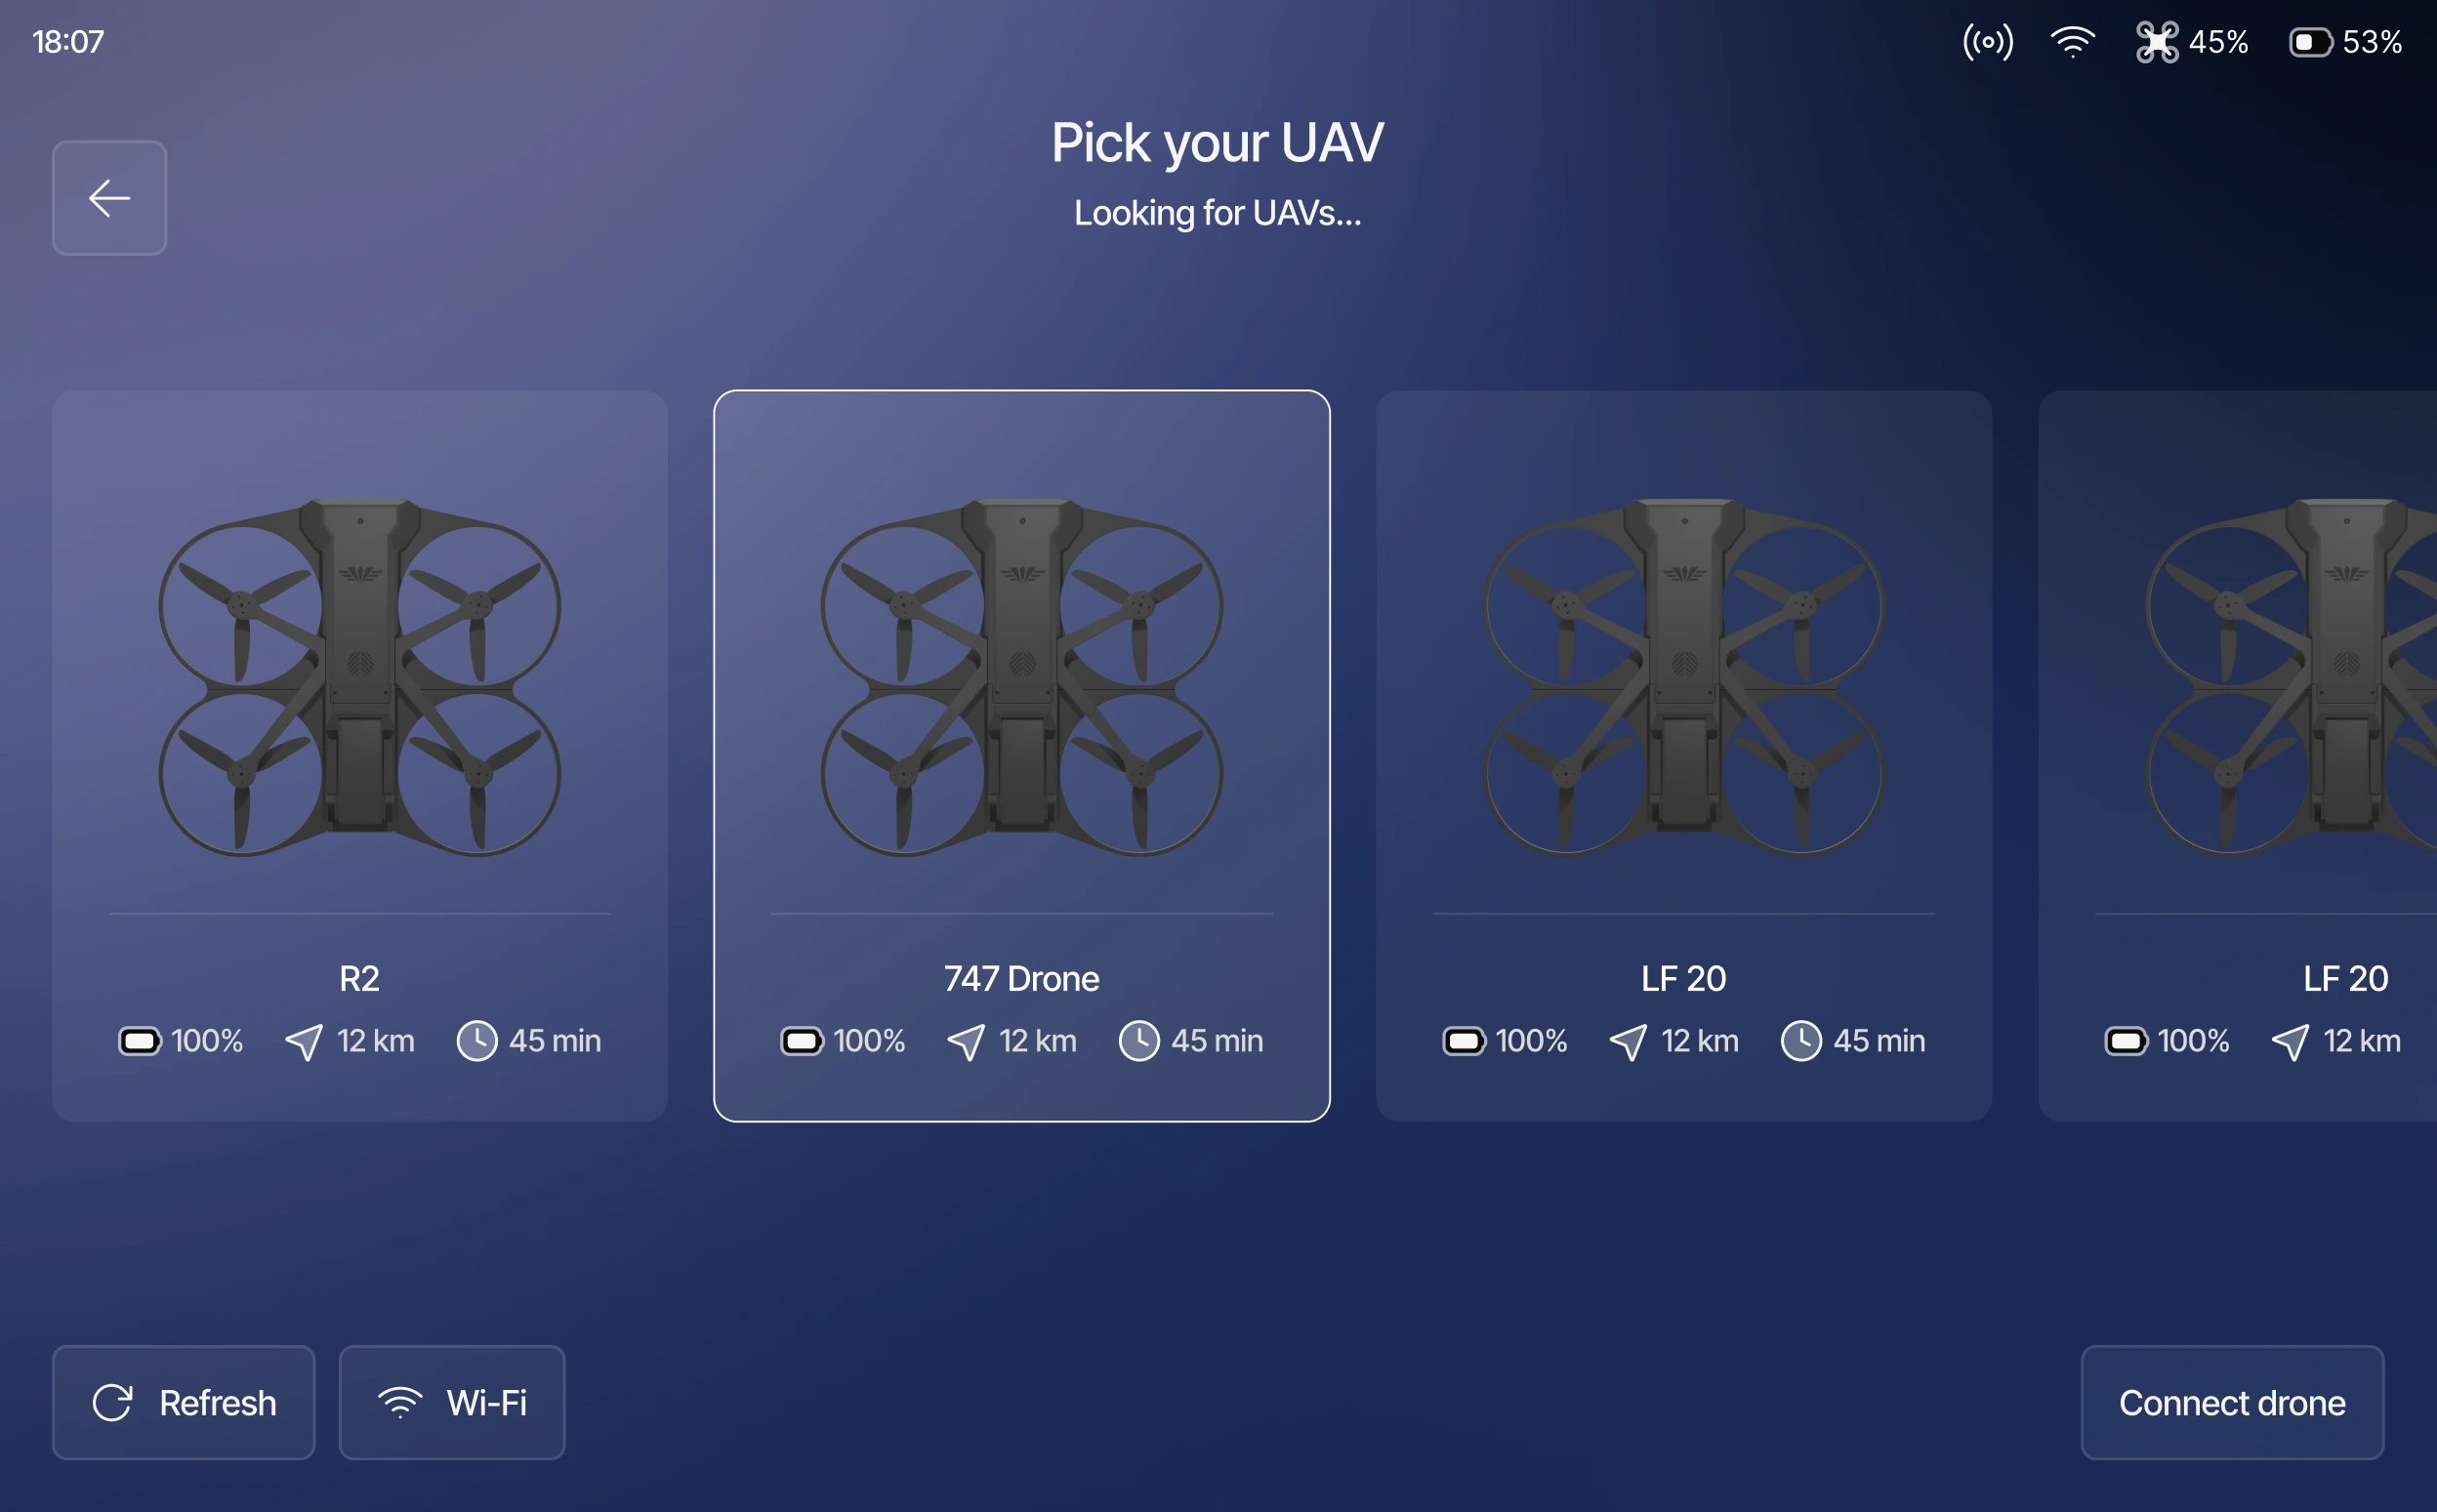 18:07
45%
53%
Pick your UAV
Looking for UAVs...
R2
100% 12 km 45 min
747 Drone
100% 12 km 45 min
LF 20
100% 12 km 45 min
LF 20
100% 12 km
Refresh
Wi-Fi
Connect drone